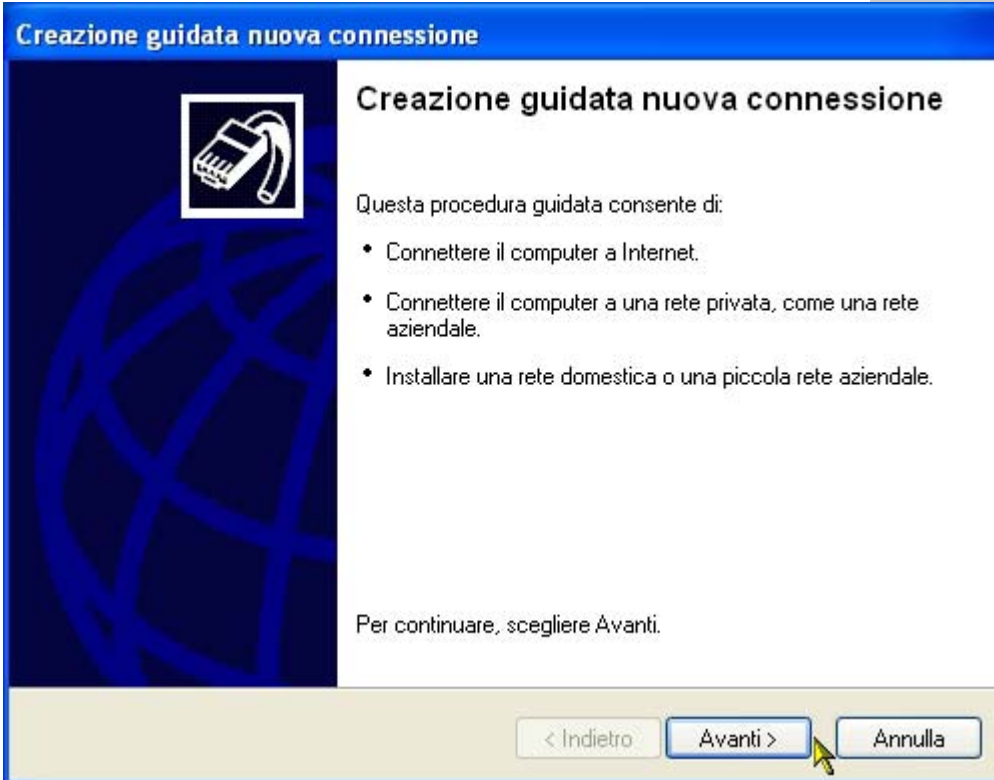 Creazione guidata nuova connessione
Creazione guidata nuova connessione
Questa procedura guidata consente di:
• Connettere il computer a Internet.
• Connettere il computer a una rete privata, come una rete
aziendale.
• Installare una rete domestica o una piccola rete aziendale.
Per continuare, scegliere Avanti.
< Indietro Avanti > Annulla